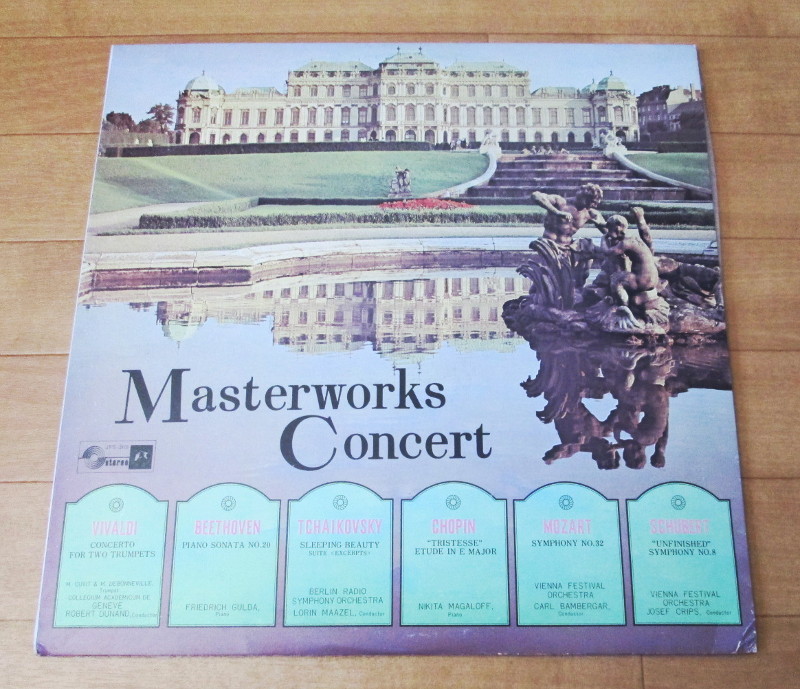 Masterworks
Concert
stereo
VIVALDI
CONCERTO
FOR TWO TRUMPETS
COLLEGIUM ACADEMICUM DE
GENEVE
ROBERT DUNAND, Conductor
BEETHOVEN
PIANO SONATA NO.20
FRIEDRICH GULDA,
Piano
TCHAIKOVSKY
SLEEPING BEAUTY
SUITE <EXCERPTS>
BERLIN RADIO
SYMPHONY ORCHESTRA
LORIN MAAZEL, Conductor
CHOPIN
"TRISTESSE"
ETUDE IN E MAJOR
NIKITA MAGALOFF,
Piano
MOZART
SYMPHONY NO.32
VIENNA FESTIVAL
ORCHESTRA
CARL BAMBERGAR,
Conductor
SCHUBERT
"UNFINISHED"
SYMPHONY NO.8
VIENNA FESTIVAL
ORCHESTRA
JOSEF CRIPS, Conductor